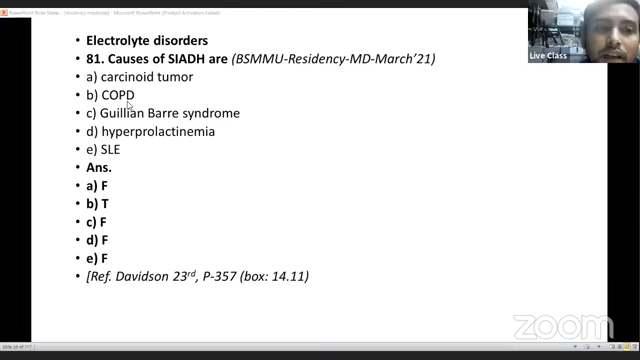 PowerPoint Slide Show - [residency medicine] - Microsoft PowerPoint (Product Activation Failed)
Live Class
• Electrolyte disorders
• 81. Causes of SIADH are (BSMMU-Residency-MD-March'21)
• a) carcinoid tumor
• b) COPD
• c) Guillian Barre syndrome
• d) hyperprolactinemia
• e) SLE
• Ans.
• a) F
• b) T
• c) F
• d) F
• e) F
• [Ref. Davidson 23rd, P-357 (box: 14.11)
zoom